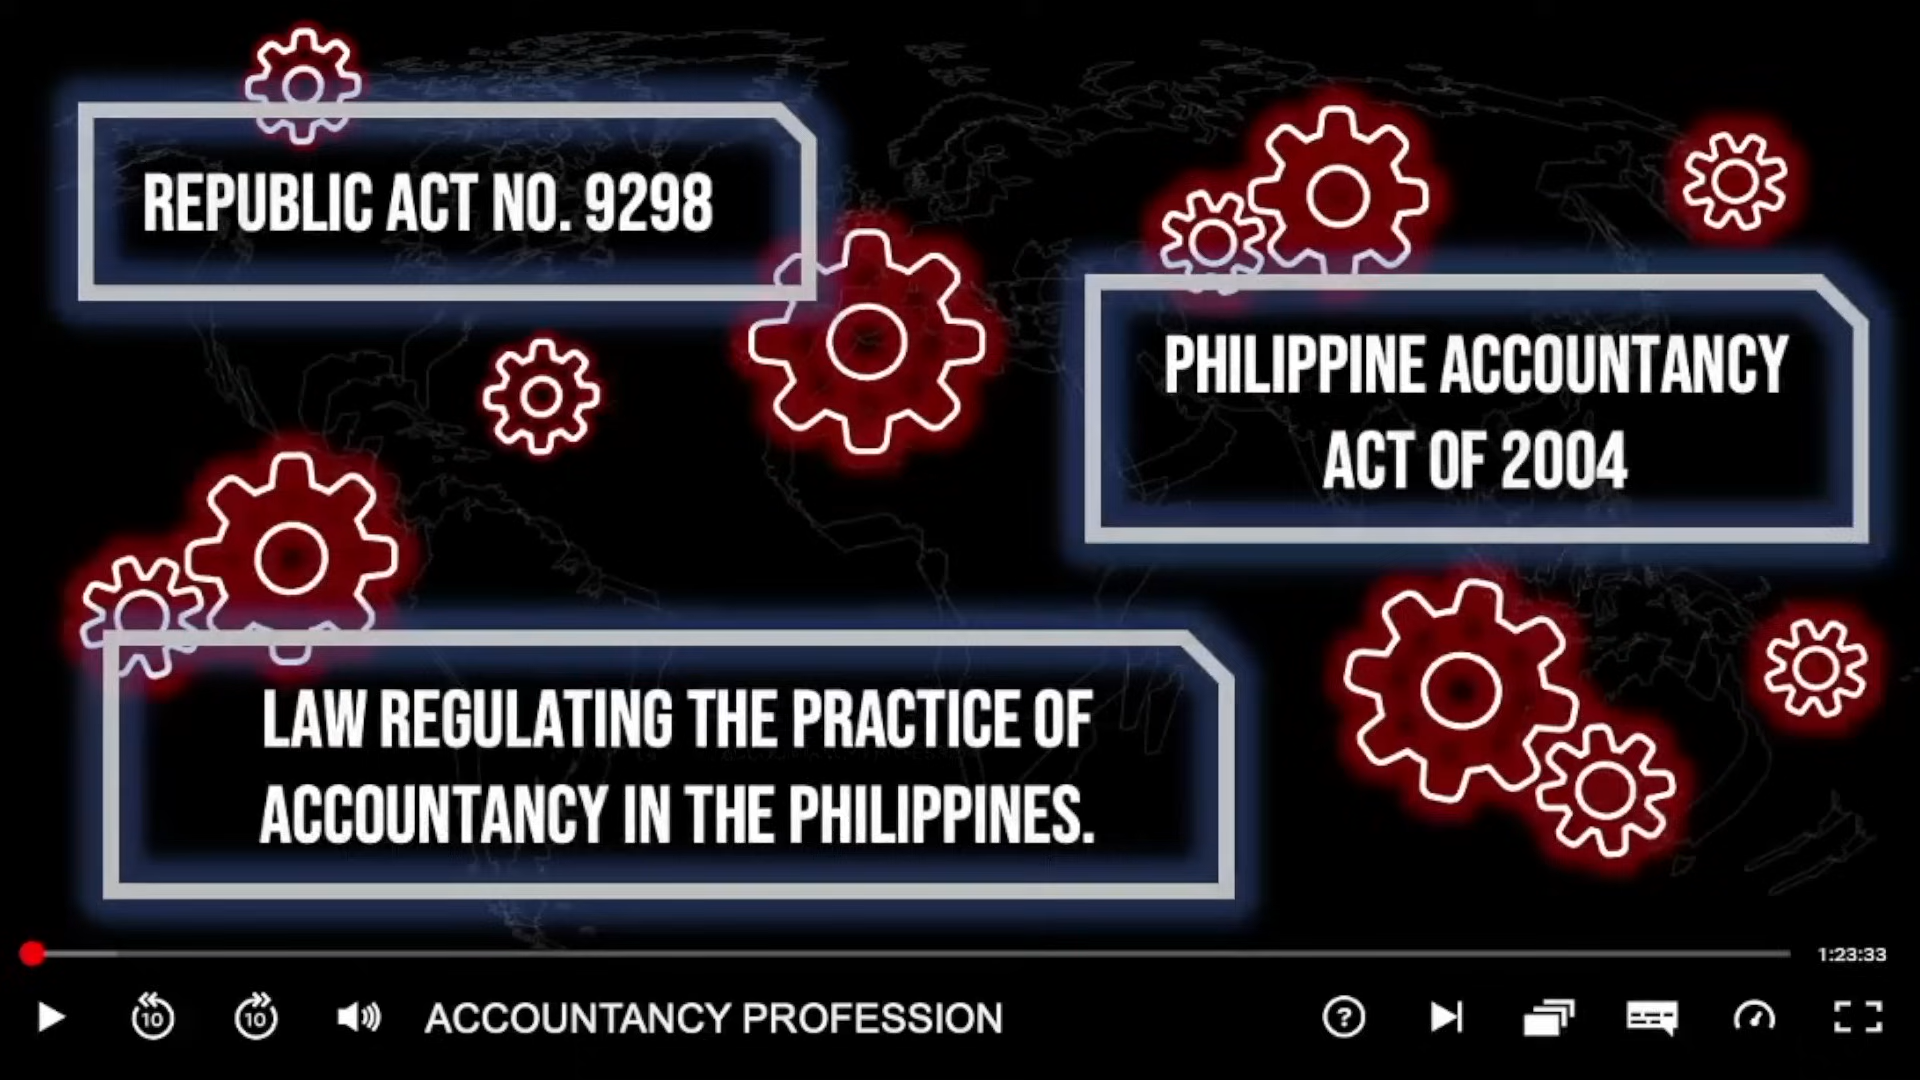 REPUBLIC ACT NO. 9298
PHILIPPINE ACCOUNTANCY
ACT OF 2004
LAW REGULATING THE PRACTICE OF
ACCOUNTANCY IN THE PHILIPPINES.
1:23:33
10
10
ACCOUNTANCY PROFESSION
?